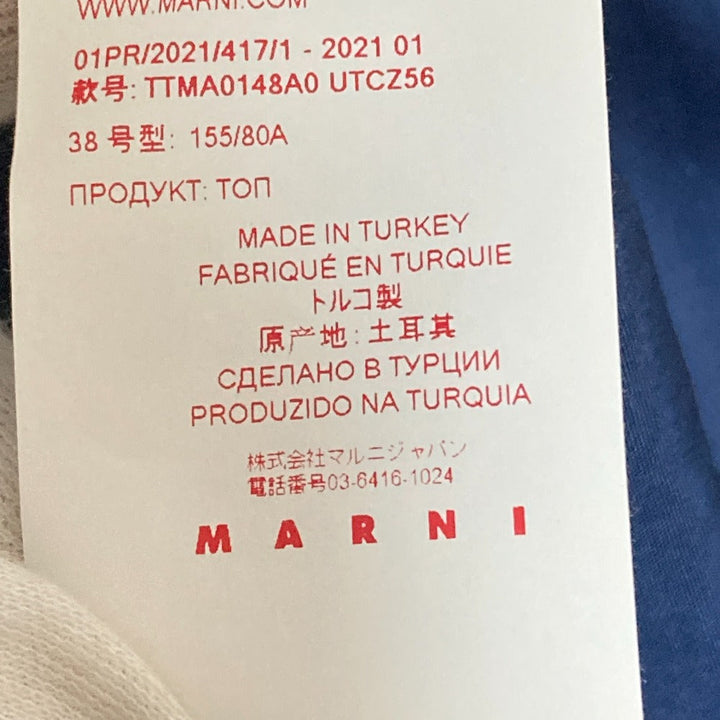 WWW.MARNI.COM
01PR/2021/417/1 - 2021 01
款号: TTMA0148A0 UTCZ56
38 号型: 155/80A
ПРОДУКТ: ТОП
MADE IN TURKEY
FABRIQUÉ EN TURQUIE
トルコ製
原产地: 土耳其
СДЕЛАНО В ТУРЦИИ
PRODUZIDO NA TURQUIA
株式会社マルニジャパン
電話番号03-6416-1024
MARNI